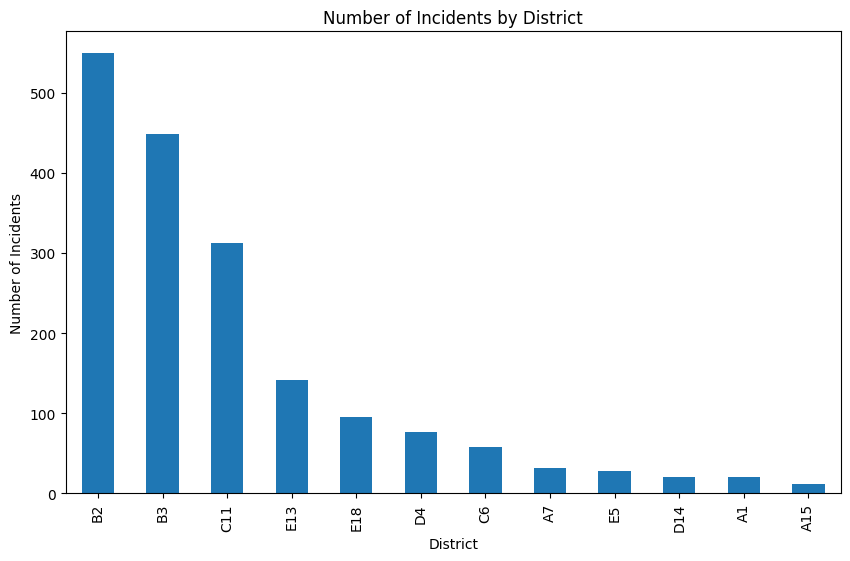 Number of Incidents by District
Number of Incidents
500
400
300
200
100
0
B2 B3 C11 E13 E18 D4 C6 A7 E5 D14 A1 A15
District